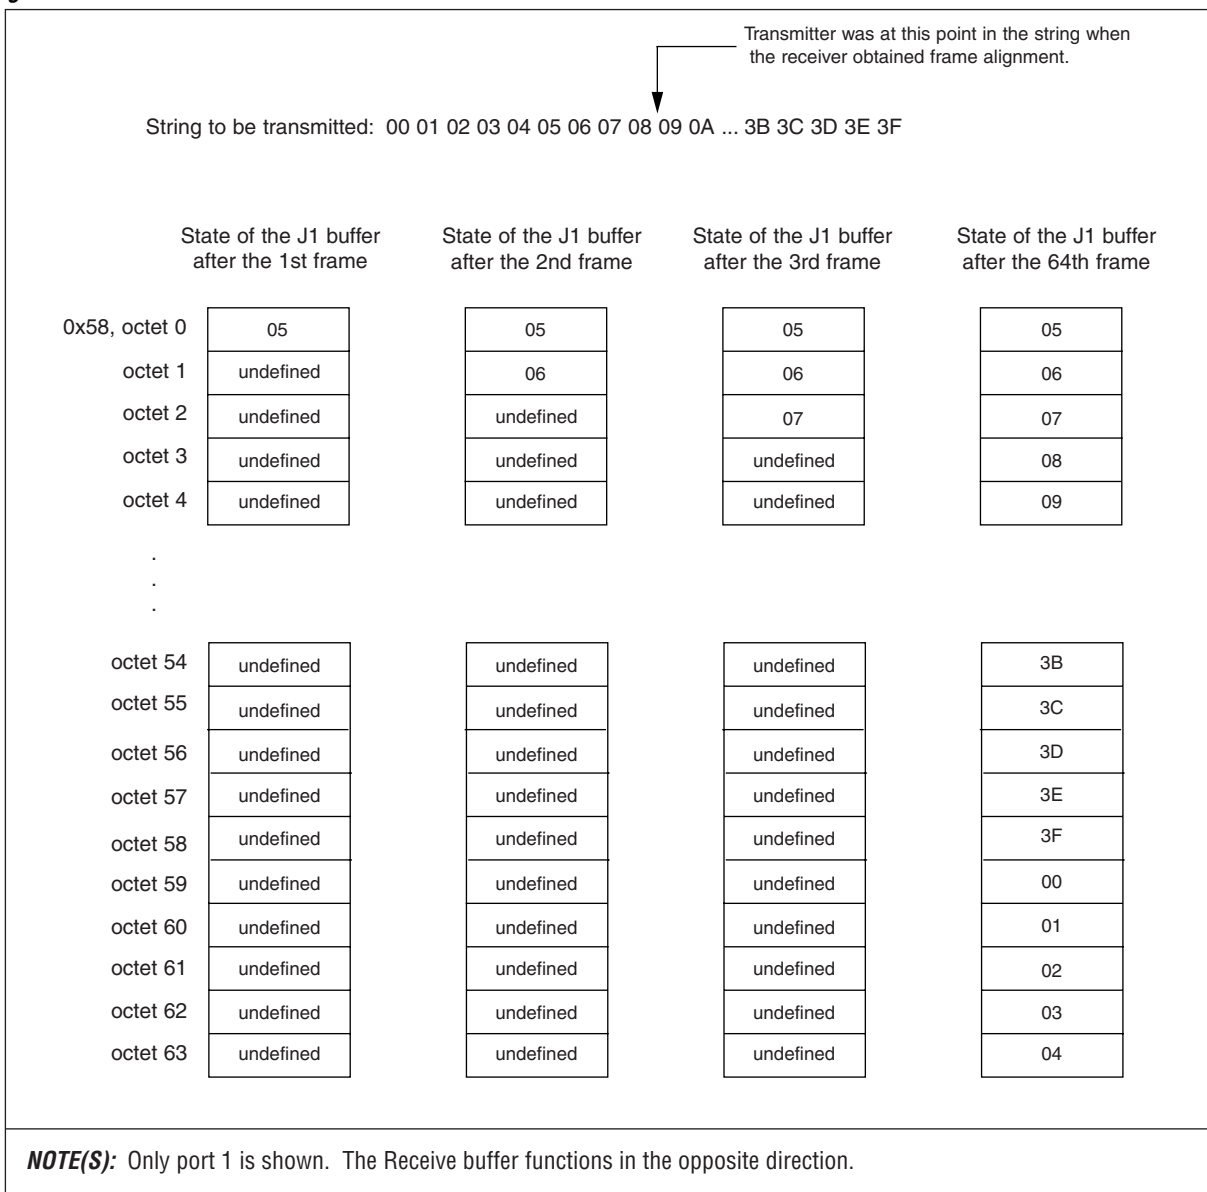 Transmitter was at this point in the string when
the receiver obtained frame alignment.
String to be transmitted: 00 01 02 03 04 05 06 07 08 09 0A ... 3B 3C 3D 3E 3F
State of the J1 buffer
after the 1st frame
State of the J1 buffer
after the 2nd frame
State of the J1 buffer
after the 3rd frame
State of the J1 buffer
after the 64th frame
0x58, octet 0 05 05 05 05
octet 1 undefined 06 06 06
octet 2 undefined undefined 07 07
octet 3 undefined undefined undefined 08
octet 4 undefined undefined undefined 09
.
.
.
octet 54 undefined undefined undefined 3B
octet 55 undefined undefined undefined 3C
octet 56 undefined undefined undefined 3D
octet 57 undefined undefined undefined 3E
octet 58 undefined undefined undefined 3F
octet 59 undefined undefined undefined 00
octet 60 undefined undefined undefined 01
octet 61 undefined undefined undefined 02
octet 62 undefined undefined undefined 03
octet 63 undefined undefined undefined 04
NOTE(S): Only port 1 is shown. The Receive buffer functions in the opposite direction.